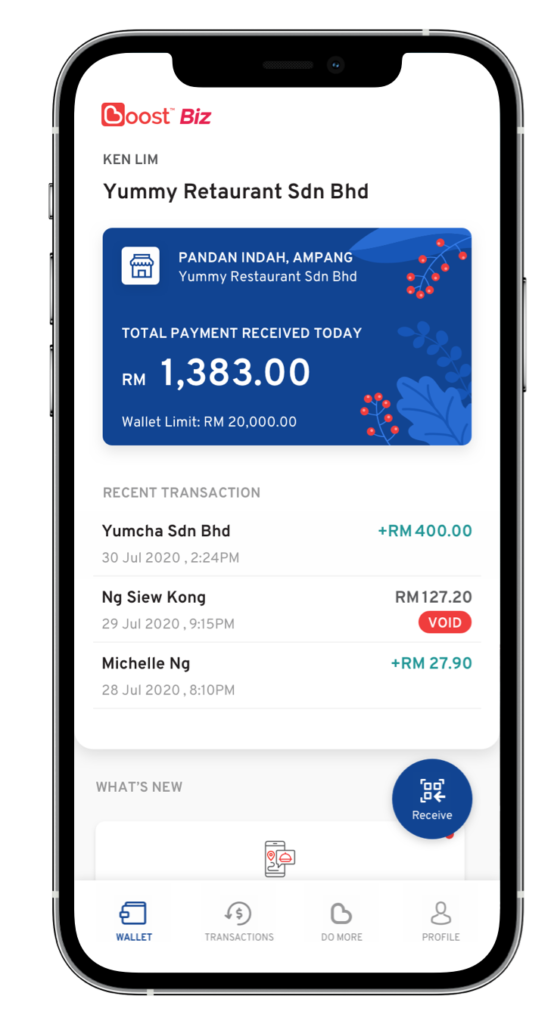 Boost™ Biz
KEN LIM
Yummy Retaurant Sdn Bhd
PANDAN INDAH, AMPANG
Yummy Restaurant Sdn Bhd
TOTAL PAYMENT RECEIVED TODAY
RM 1,383.00
Wallet Limit: RM 20,000.00
RECENT TRANSACTION
Yumcha Sdn Bhd +RM 400.00
30 Jul 2020 , 2:24PM
Ng Siew Kong RM 127.20
29 Jul 2020 , 9:15PM VOID
Michelle Ng +RM 27.90
28 Jul 2020 , 8:10PM
WHAT'S NEW
Receive
WALLET TRANSACTIONS DO MORE PROFILE